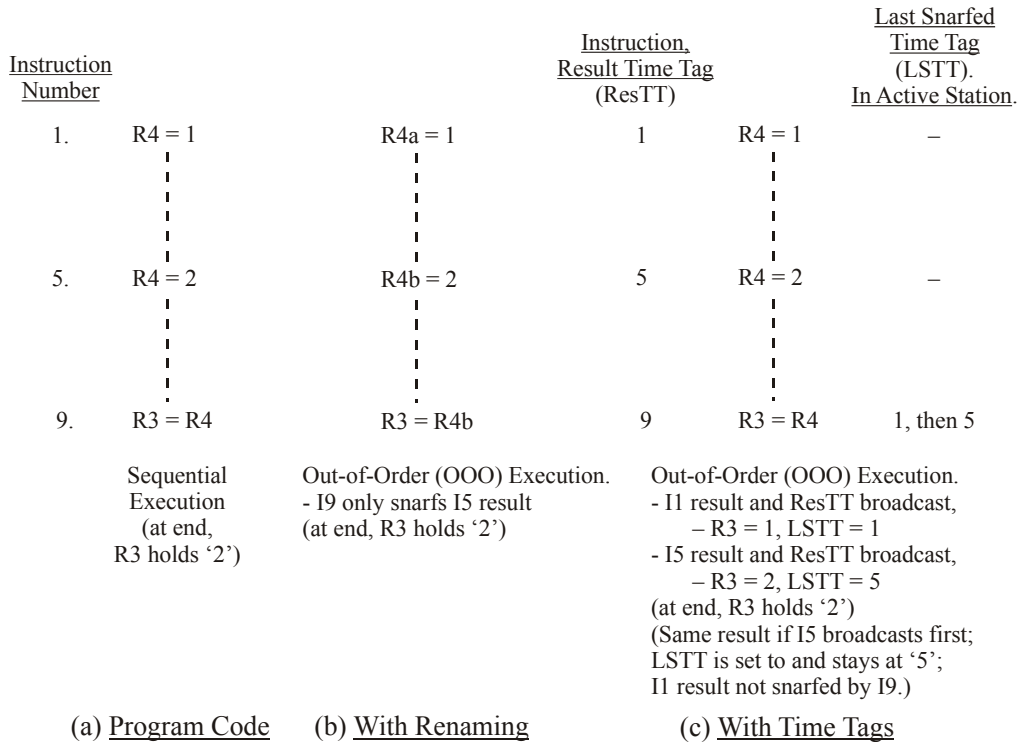 Instruction
Number
Instruction,
Result Time Tag
(ResTT)
Last Snarfed
Time Tag
(LSTT).
In Active Station.
1. R4 = 1 R4a = 1 1 R4 = 1 –
5. R4 = 2 R4b = 2 5 R4 = 2 –
9. R3 = R4 R3 = R4b 9 R3 = R4 1, then 5
Sequential
Execution
(at end,
R3 holds ‘2’)
Out-of-Order (OOO) Execution.
- I9 only snarfs I5 result
(at end, R3 holds ‘2’)
Out-of-Order (OOO) Execution.
- I1 result and ResTT broadcast,
– R3 = 1, LSTT = 1
- I5 result and ResTT broadcast,
– R3 = 2, LSTT = 5
(at end, R3 holds ‘2’)
(Same result if I5 broadcasts first;
LSTT is set to and stays at ‘5’;
I1 result not snarfed by I9.)
(a) Program Code (b) With Renaming (c) With Time Tags